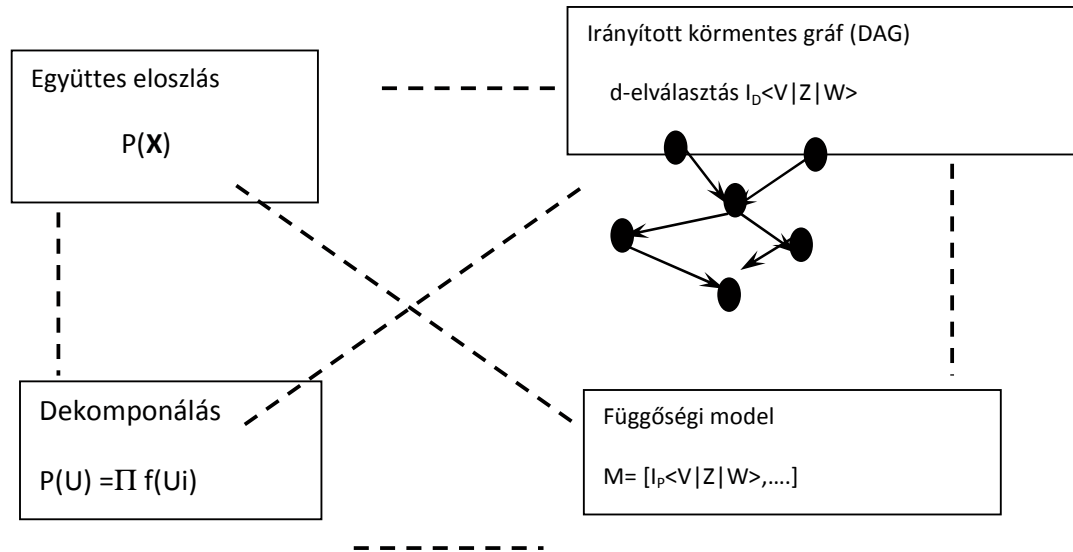 Együttes eloszlás
P(X)
Irányított körmentes gráf (DAG)
d-elválasztás I_D<V|Z|W>
Dekomponálás
P(U) =Π f(Ui)
Függőségi model
M= [I_P<V|Z|W>,....]